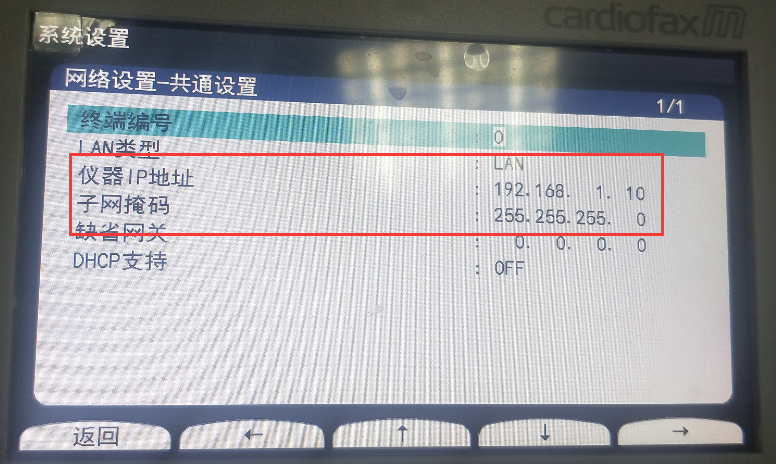 cardiofax M
系统设置
网络设置-共通设置
1/1
终端编号 : 0
LAN类型 : LAN
仪器IP地址 : 192.168. 1. 10
子网掩码 : 255.255.255. 0
缺省网关 : 0. 0. 0. 0
DHCP支持 : OFF
返回 ← ↑ ↓ →